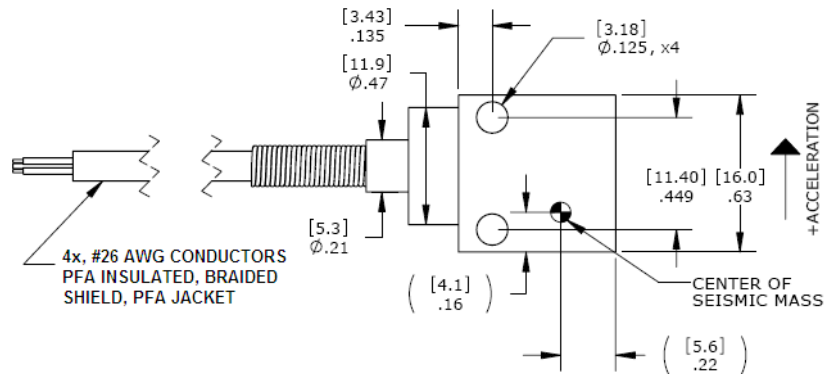 [3.43]
.135
[3.18]
Ø.125, x4
[11.9]
Ø.47
[11.40] [16.0]
.449 .63
+ACCELERATION
[5.3]
Ø.21
4x, #26 AWG CONDUCTORS
PFA INSULATED, BRAIDED
SHIELD, PFA JACKET
( [4.1]
.16 )
CENTER OF
SEISMIC MASS
( [5.6]
.22 )